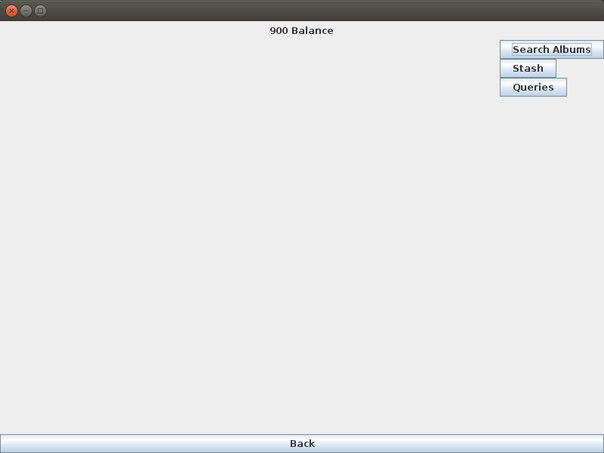 900 Balance
Search Albums
Stash
Queries
Back